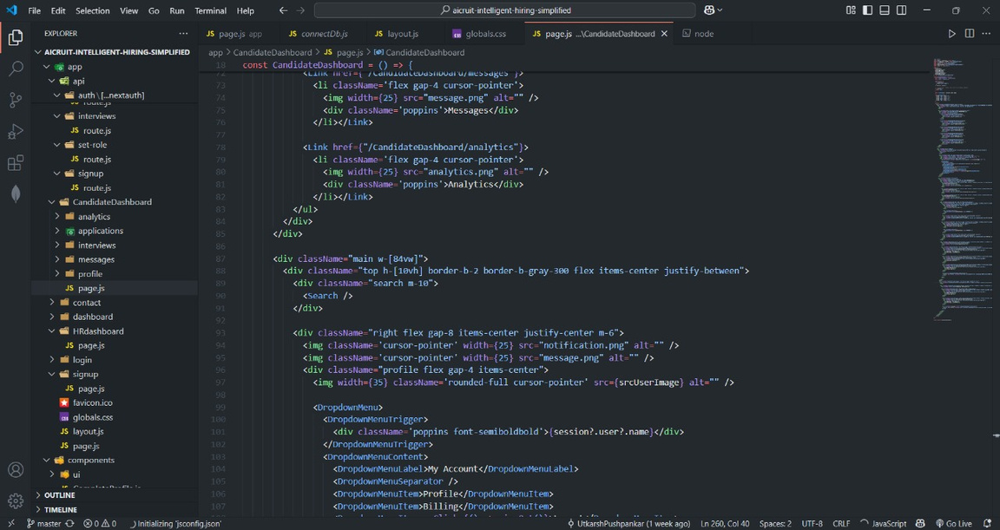 File Edit Selection View Go Run Terminal Help
aicruit-intelligent-hiring-simplified
EXPLORER
JS page.js app
JS connectDb.js
JS layout.js
globals.css
JS page.js ...\CandidateDashboard
node
AICRUIT-INTELLIGENT-HIRING-SIMPLIFIED
app
api
auth \ [...nextauth]
route.js
interviews
JS route.js
set-role
JS route.js
signup
JS route.js
CandidateDashboard
analytics
applications
interviews
messages
profile
JS page.js
contact
dashboard
HRdashboard
JS page.js
login
signup
JS page.js
favicon.ico
globals.css
JS layout.js
JS page.js
components
ui
OUTLINE
TIMELINE
app > CandidateDashboard > JS page.js > CandidateDashboard
18 const CandidateDashboard = () => {
72 <Link href={"/CandidateDashboard/messages"}>
73 <li className='flex gap-4 cursor-pointer'>
74 <img width={25} src="message.png" alt="" />
75 <div className='poppins'>Messages</div>
76 </li></Link>
77
78 <Link href={"/CandidateDashboard/analytics"}>
79 <li className='flex gap-4 cursor-pointer'>
80 <img width={25} src="analytics.png" alt="" />
81 <div className='poppins'>Analytics</div>
82 </li></Link>
83 </ul>
84 </div>
85 </div>
86
87 <div className="main w-[84vw]">
88 <div className="top h-[10vh] border-b-2 border-b-gray-300 flex items-center justify-between">
89 <div className="search m-10">
90 <Search />
91 </div>
92
93 <div className="right flex gap-8 items-center justify-center m-6">
94 <img className='cursor-pointer' width={25} src="notification.png" alt="" />
95 <img className='cursor-pointer' width={25} src="message.png" alt="" />
96 <div className="profile flex gap-4 items-center">
97 <img width={35} className='rounded-full cursor-pointer' src={srcUserImage} alt="" />
98
99 <DropdownMenu>
100 <DropdownMenuTrigger>
101 <div className='poppins font-semiboldbold'>{session?.user?.name}</div>
102 </DropdownMenuTrigger>
103 <DropdownMenuContent>
104 <DropdownMenuLabel>My Account</DropdownMenuLabel>
105 <DropdownMenuSeparator />
106 <DropdownMenuItem>Profile</DropdownMenuItem>
107 <DropdownMenuItem>Billing</DropdownMenuItem>
master 0 0 Initializing 'jsconfig.json' UtkarshPushpankar (1 week ago) Ln 260, Col 40 Spaces: 2 UTF-8 CRLF JavaScript Go Live